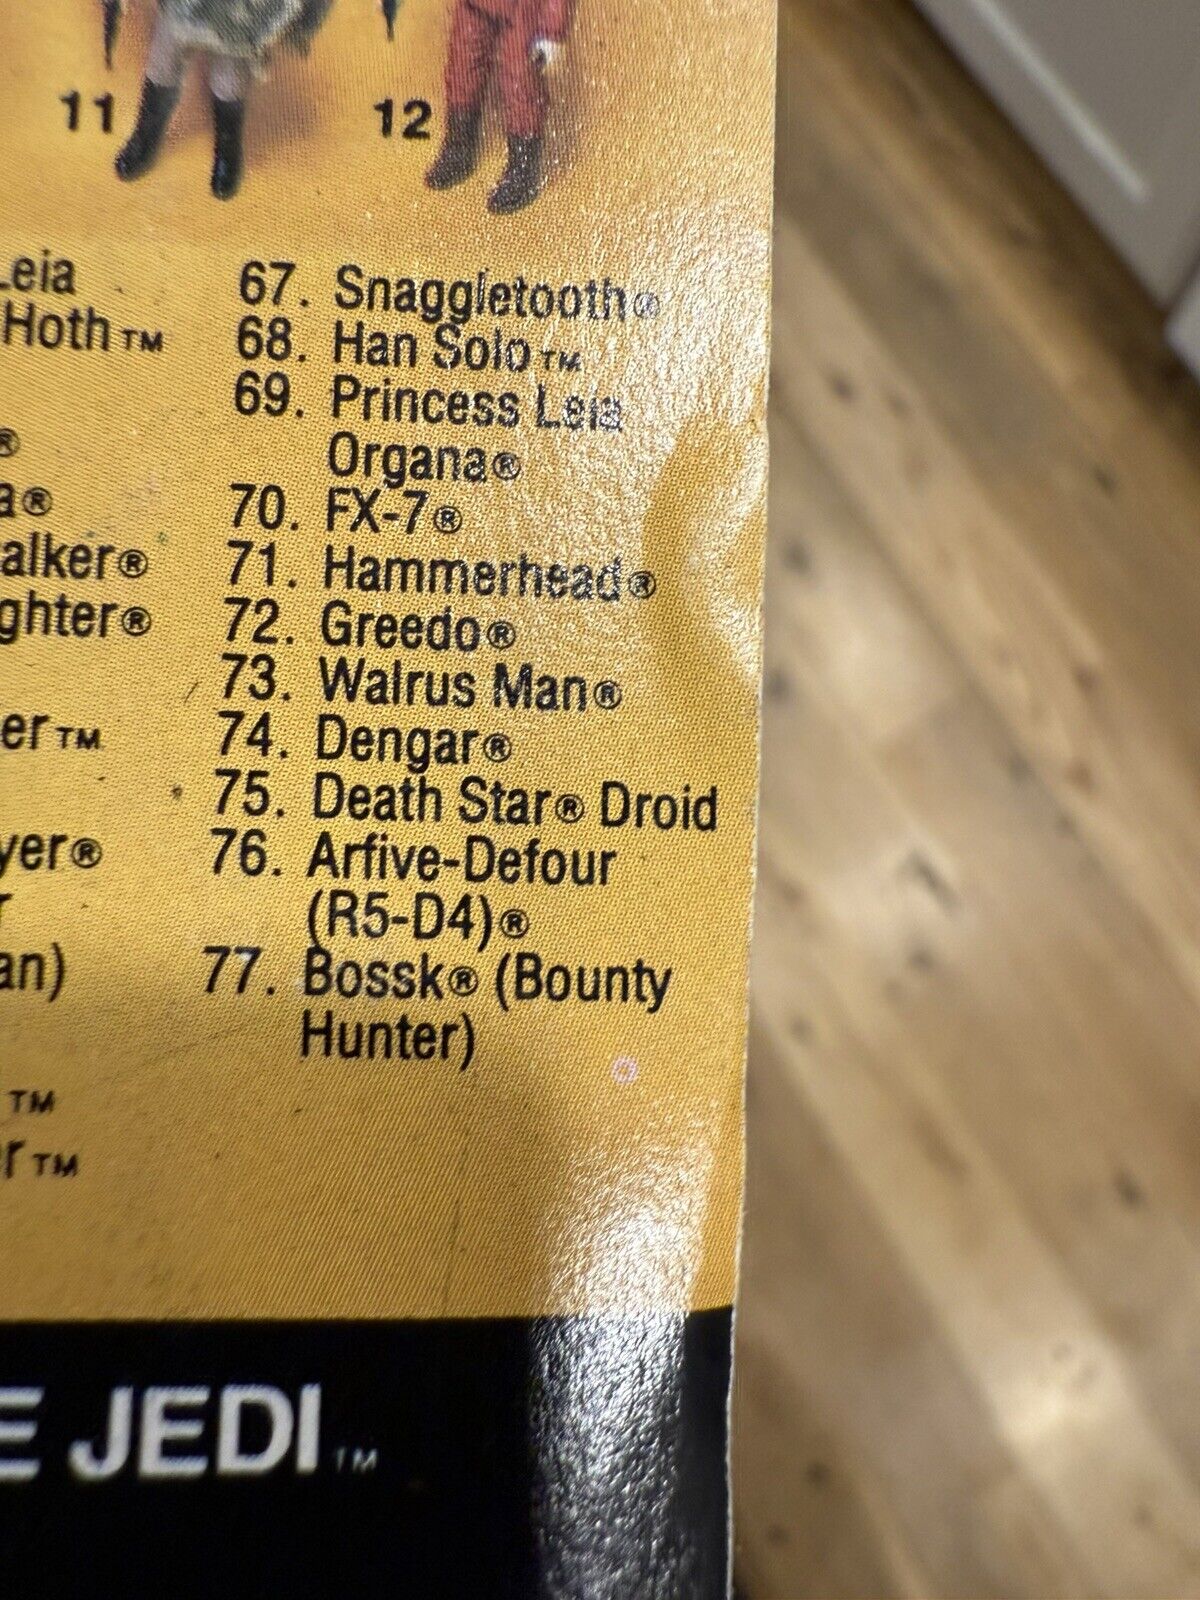 11
12
Leia
Hoth™
®
a®
alker®
ghter®
er™
yer®
r
an)
™
er™
67. Snaggletooth®
68. Han Solo™
69. Princess Leia
Organa®
70. FX-7®
71. Hammerhead®
72. Greedo®
73. Walrus Man®
74. Dengar®
75. Death Star® Droid
76. Arfive-Defour
(R5-D4)®
77. Bossk® (Bounty
Hunter)
E JEDI™